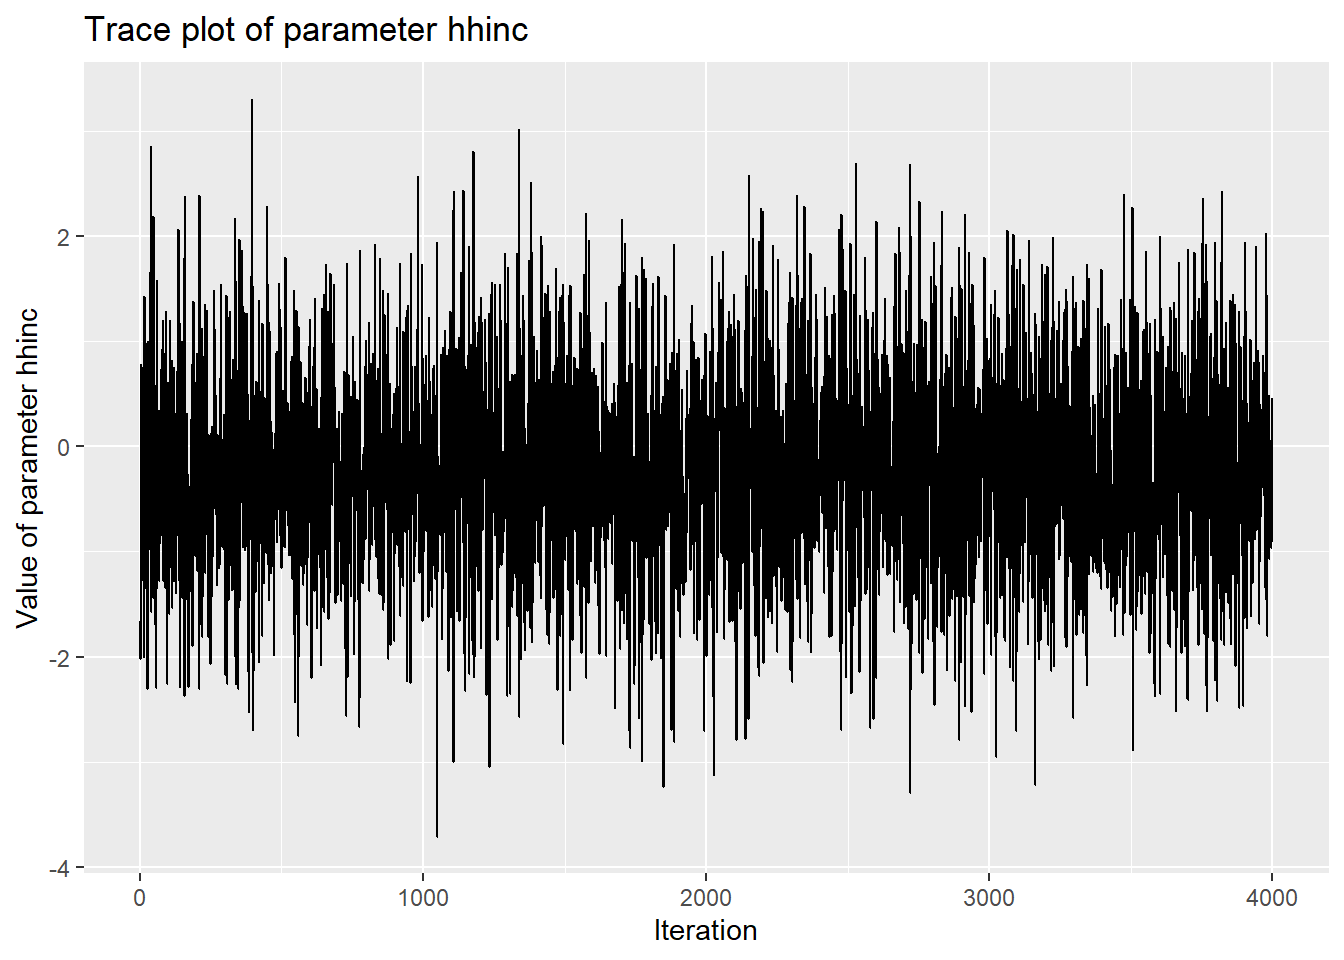 Trace plot of parameter hhinc
Value of parameter hhinc
2
0
-2
-4
0 1000 2000 3000 4000
Iteration